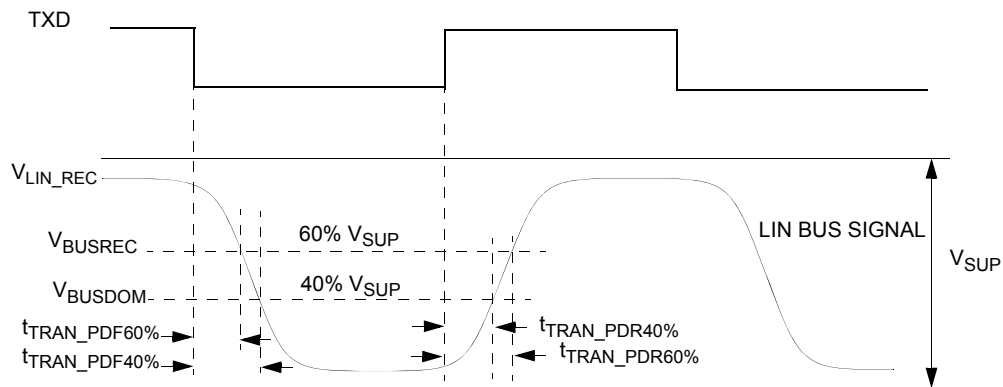 TXD
VLIN_REC
VBUSREC
60% VSUP
LIN BUS SIGNAL
VSUP
VBUSDOM
40% VSUP
tTRAN_PDF60%
tTRAN_PDR40%
tTRAN_PDF40%
tTRAN_PDR60%